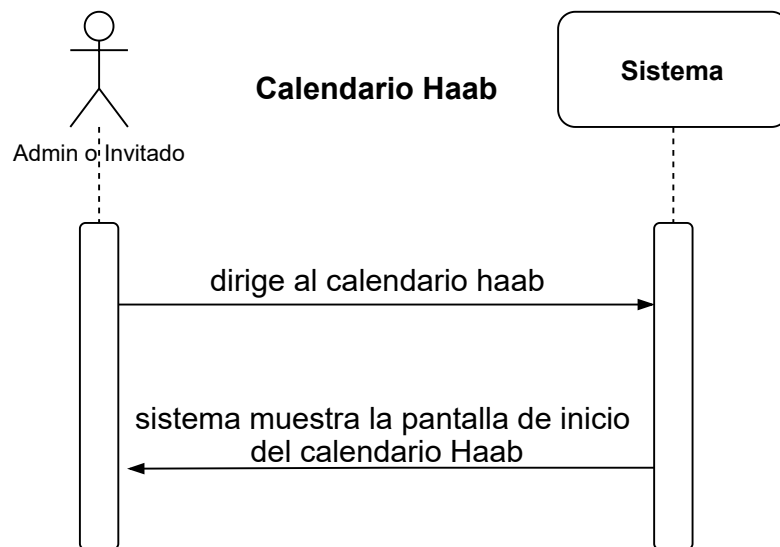 Calendario Haab
Sistema
Admin o Invitado
dirige al calendario haab
sistema muestra la pantalla de inicio
del calendario Haab